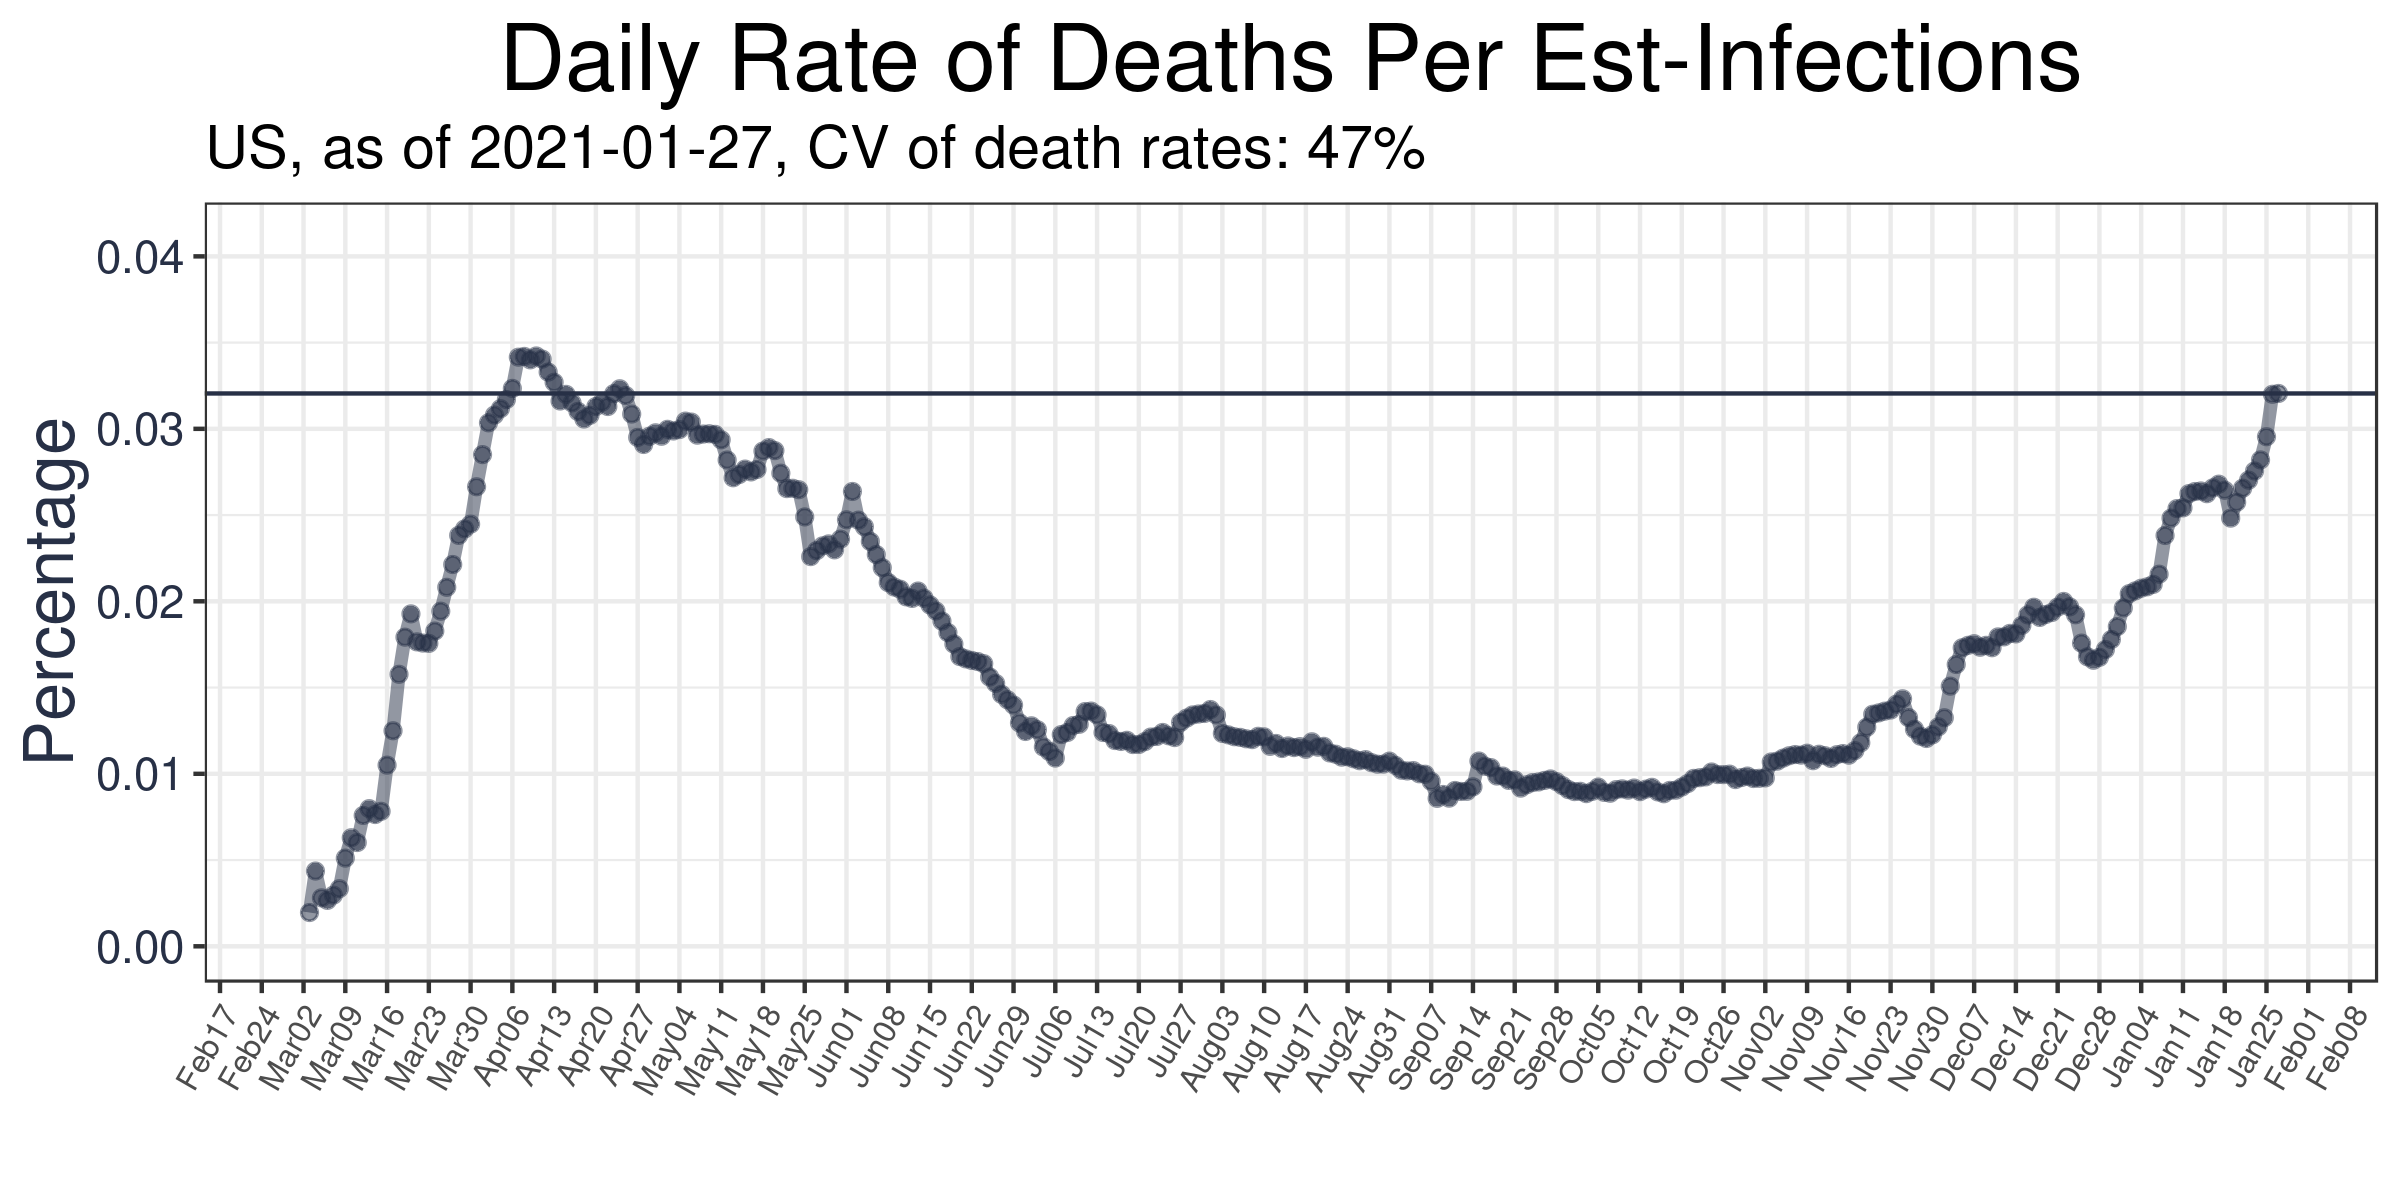 Daily Rate of Deaths Per Est-Infections
US, as of 2021-01-27, CV of death rates: 47%
Percentage
0.04
0.03
0.02
0.01
0.00
Feb17
Feb24
Mar02
Mar09
Mar16
Mar23
Mar30
Apr06
Apr13
Apr20
Apr27
May04
May11
May18
May25
Jun01
Jun08
Jun15
Jun22
Jun29
Jul06
Jul13
Jul20
Jul27
Aug03
Aug10
Aug17
Aug24
Aug31
Sep07
Sep14
Sep21
Sep28
Oct05
Oct12
Oct19
Oct26
Nov02
Nov09
Nov16
Nov23
Nov30
Dec07
Dec14
Dec21
Dec28
Jan04
Jan11
Jan18
Jan25
Feb01
Feb08